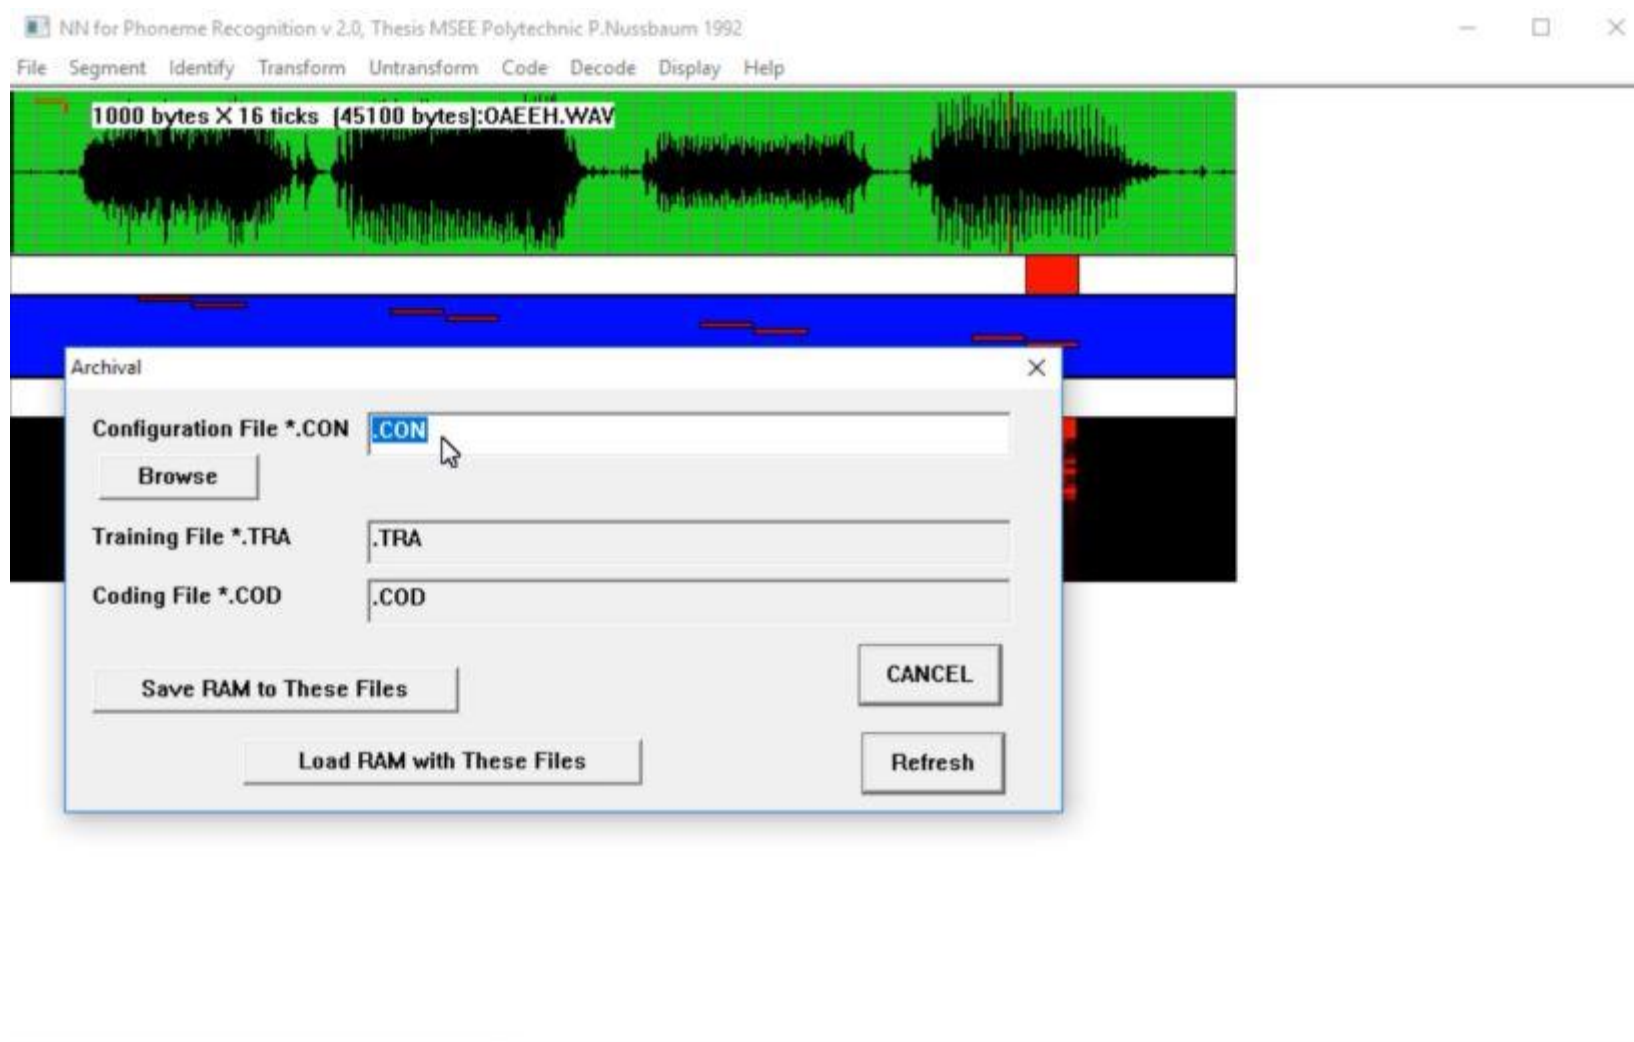 NN for Phoneme Recognition v 2.0, Thesis MSEE Polytechnic P.Nussbaum 1992
File Segment Identify Transform Untransform Code Decode Display Help
1000 bytes X 16 ticks (45100 bytes):OAEEH.WAV
Archival
Configuration File *.CON .CON
Browse
Training File *.TRA .TRA
Coding File *.COD .COD
CANCEL
Save RAM to These Files
Load RAM with These Files
Refresh